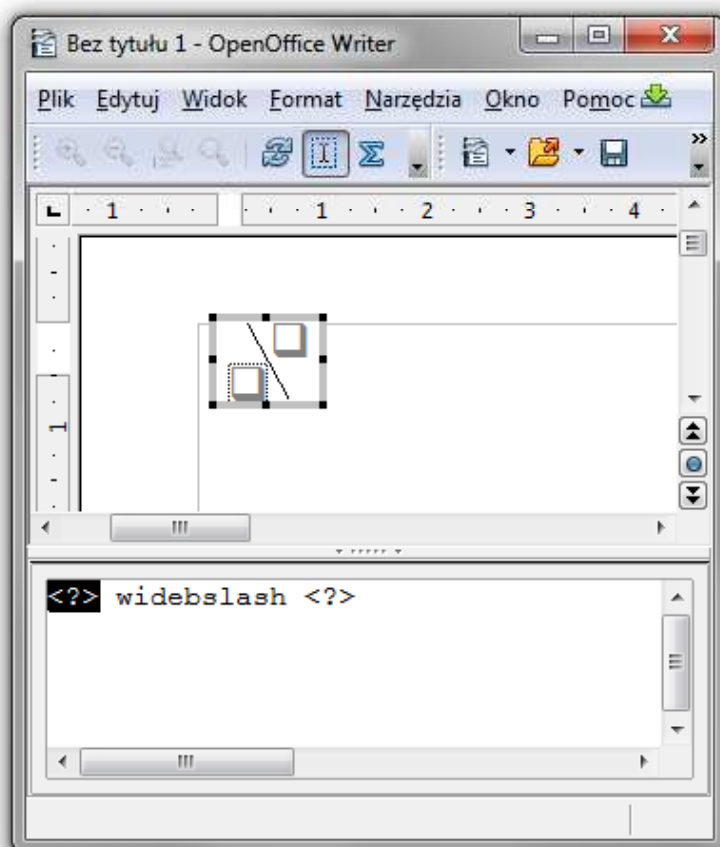 Bez tytułu 1 - OpenOffice Writer
Plik Edytuj Widok Format Narzędzia Okno Pomoc
1 1 2 3 4
1
<?> widebslash <?>